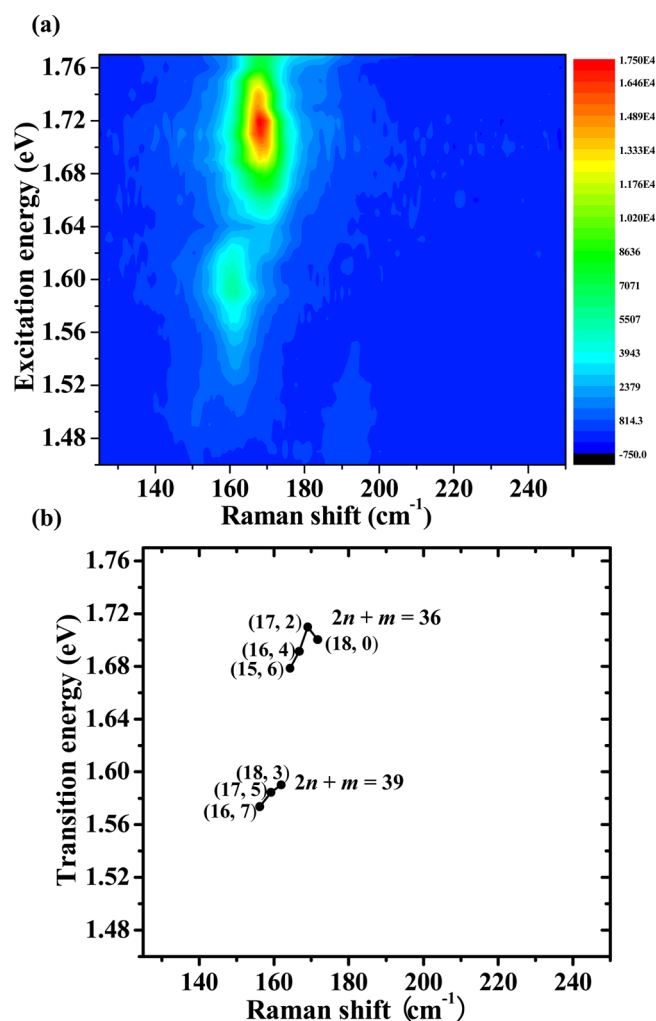 (a)
Excitation energy (eV)
1.76
1.72
1.68
1.64
1.60
1.56
1.52
1.48
140 160 180 200 220 240
Raman shift (cm-1)
1.750E4
1.646E4
1.489E4
1.333E4
1.176E4
1.020E4
8636
7071
5507
3943
2379
814.3
-750.0
(b)
Transition energy (eV)
1.76
1.72
1.68
1.64
1.60
1.56
1.52
1.48
(17, 2) 2n + m = 36
(16, 4) (18, 0)
(15, 6)
(18, 3) 2n + m = 39
(17, 5)
(16, 7)
140 160 180 200 220 240
Raman shift (cm-1)